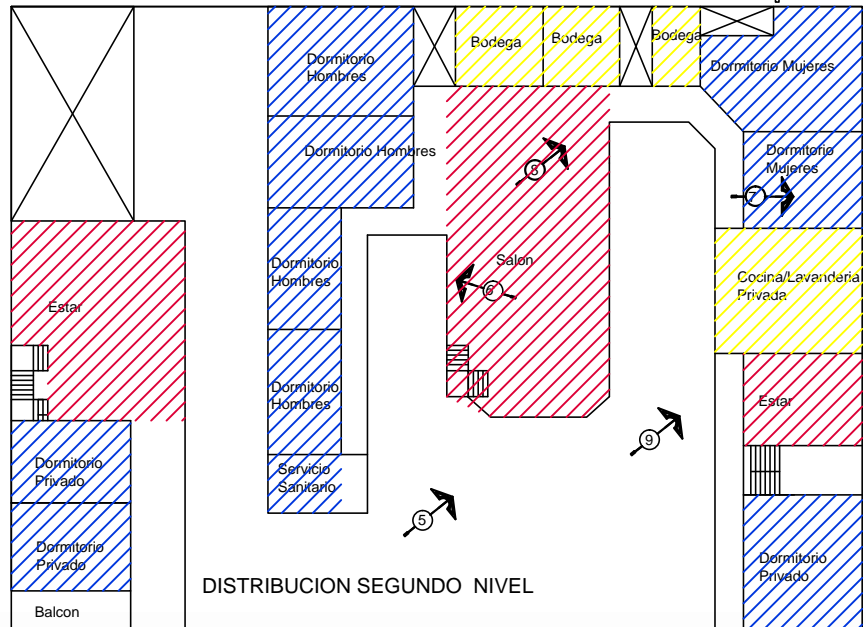 Bodega
Bodega
Bodega
Dormitorio
Hombres
Dormitorio Mujeres
Dormitorio Hombres
Dormitorio
Mujeres
8
7
Dormitorio
Hombres
Salon
6
Cocina/Lavanderia
Privada
Estar
Dormitorio
Hombres
Estar
9
Dormitorio
Privado
Servicio
Sanitario
5
Dormitorio
Privado
Dormitorio
Privado
DISTRIBUCION SEGUNDO NIVEL
Balcon